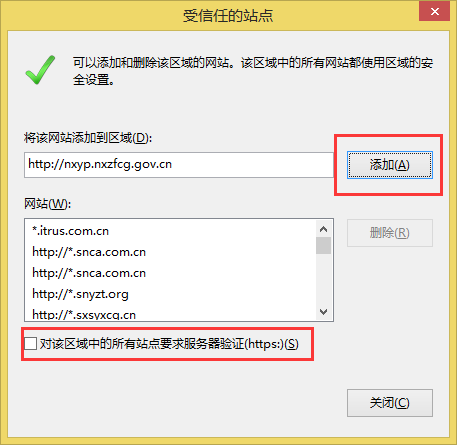 受信任的站点
可以添加和删除该区域的网站。该区域中的所有网站都使用区域的安
全设置。
将该网站添加到区域(D):
http://nxyp.nxzfcg.gov.cn
添加(A)
网站(W):
*.itrus.com.cn
http://*.snca.com.cn
http://*.snca.com.cn
http://*.snyzt.org
http://*.sxsyxcg.cn
删除(R)
对该区域中的所有站点要求服务器验证(https:)(S)
关闭(C)